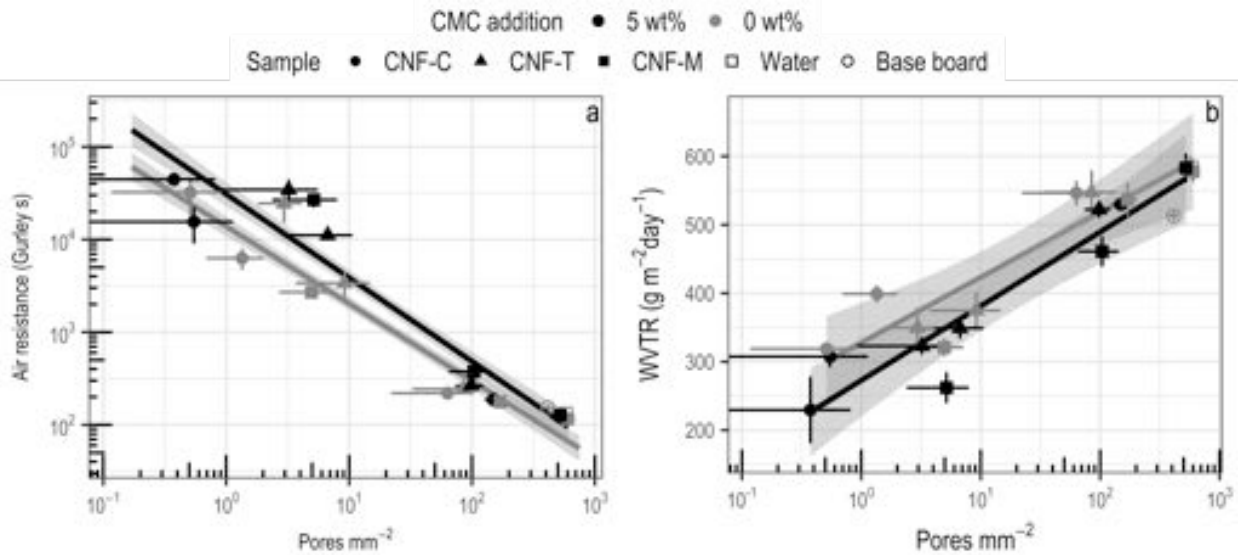 CMC addition 5 wt% 0 wt%
Sample CNF-C CNF-T CNF-M Water Base board
a
Air resistance (Gurley s)
10⁵
10⁴
10³
10²
10⁻¹ 10⁰ 10¹ 10² 10³
Pores mm⁻²
b
WVTR (g m⁻²day⁻¹)
600
500
400
300
200
10⁻¹ 10⁰ 10¹ 10² 10³
Pores mm⁻²